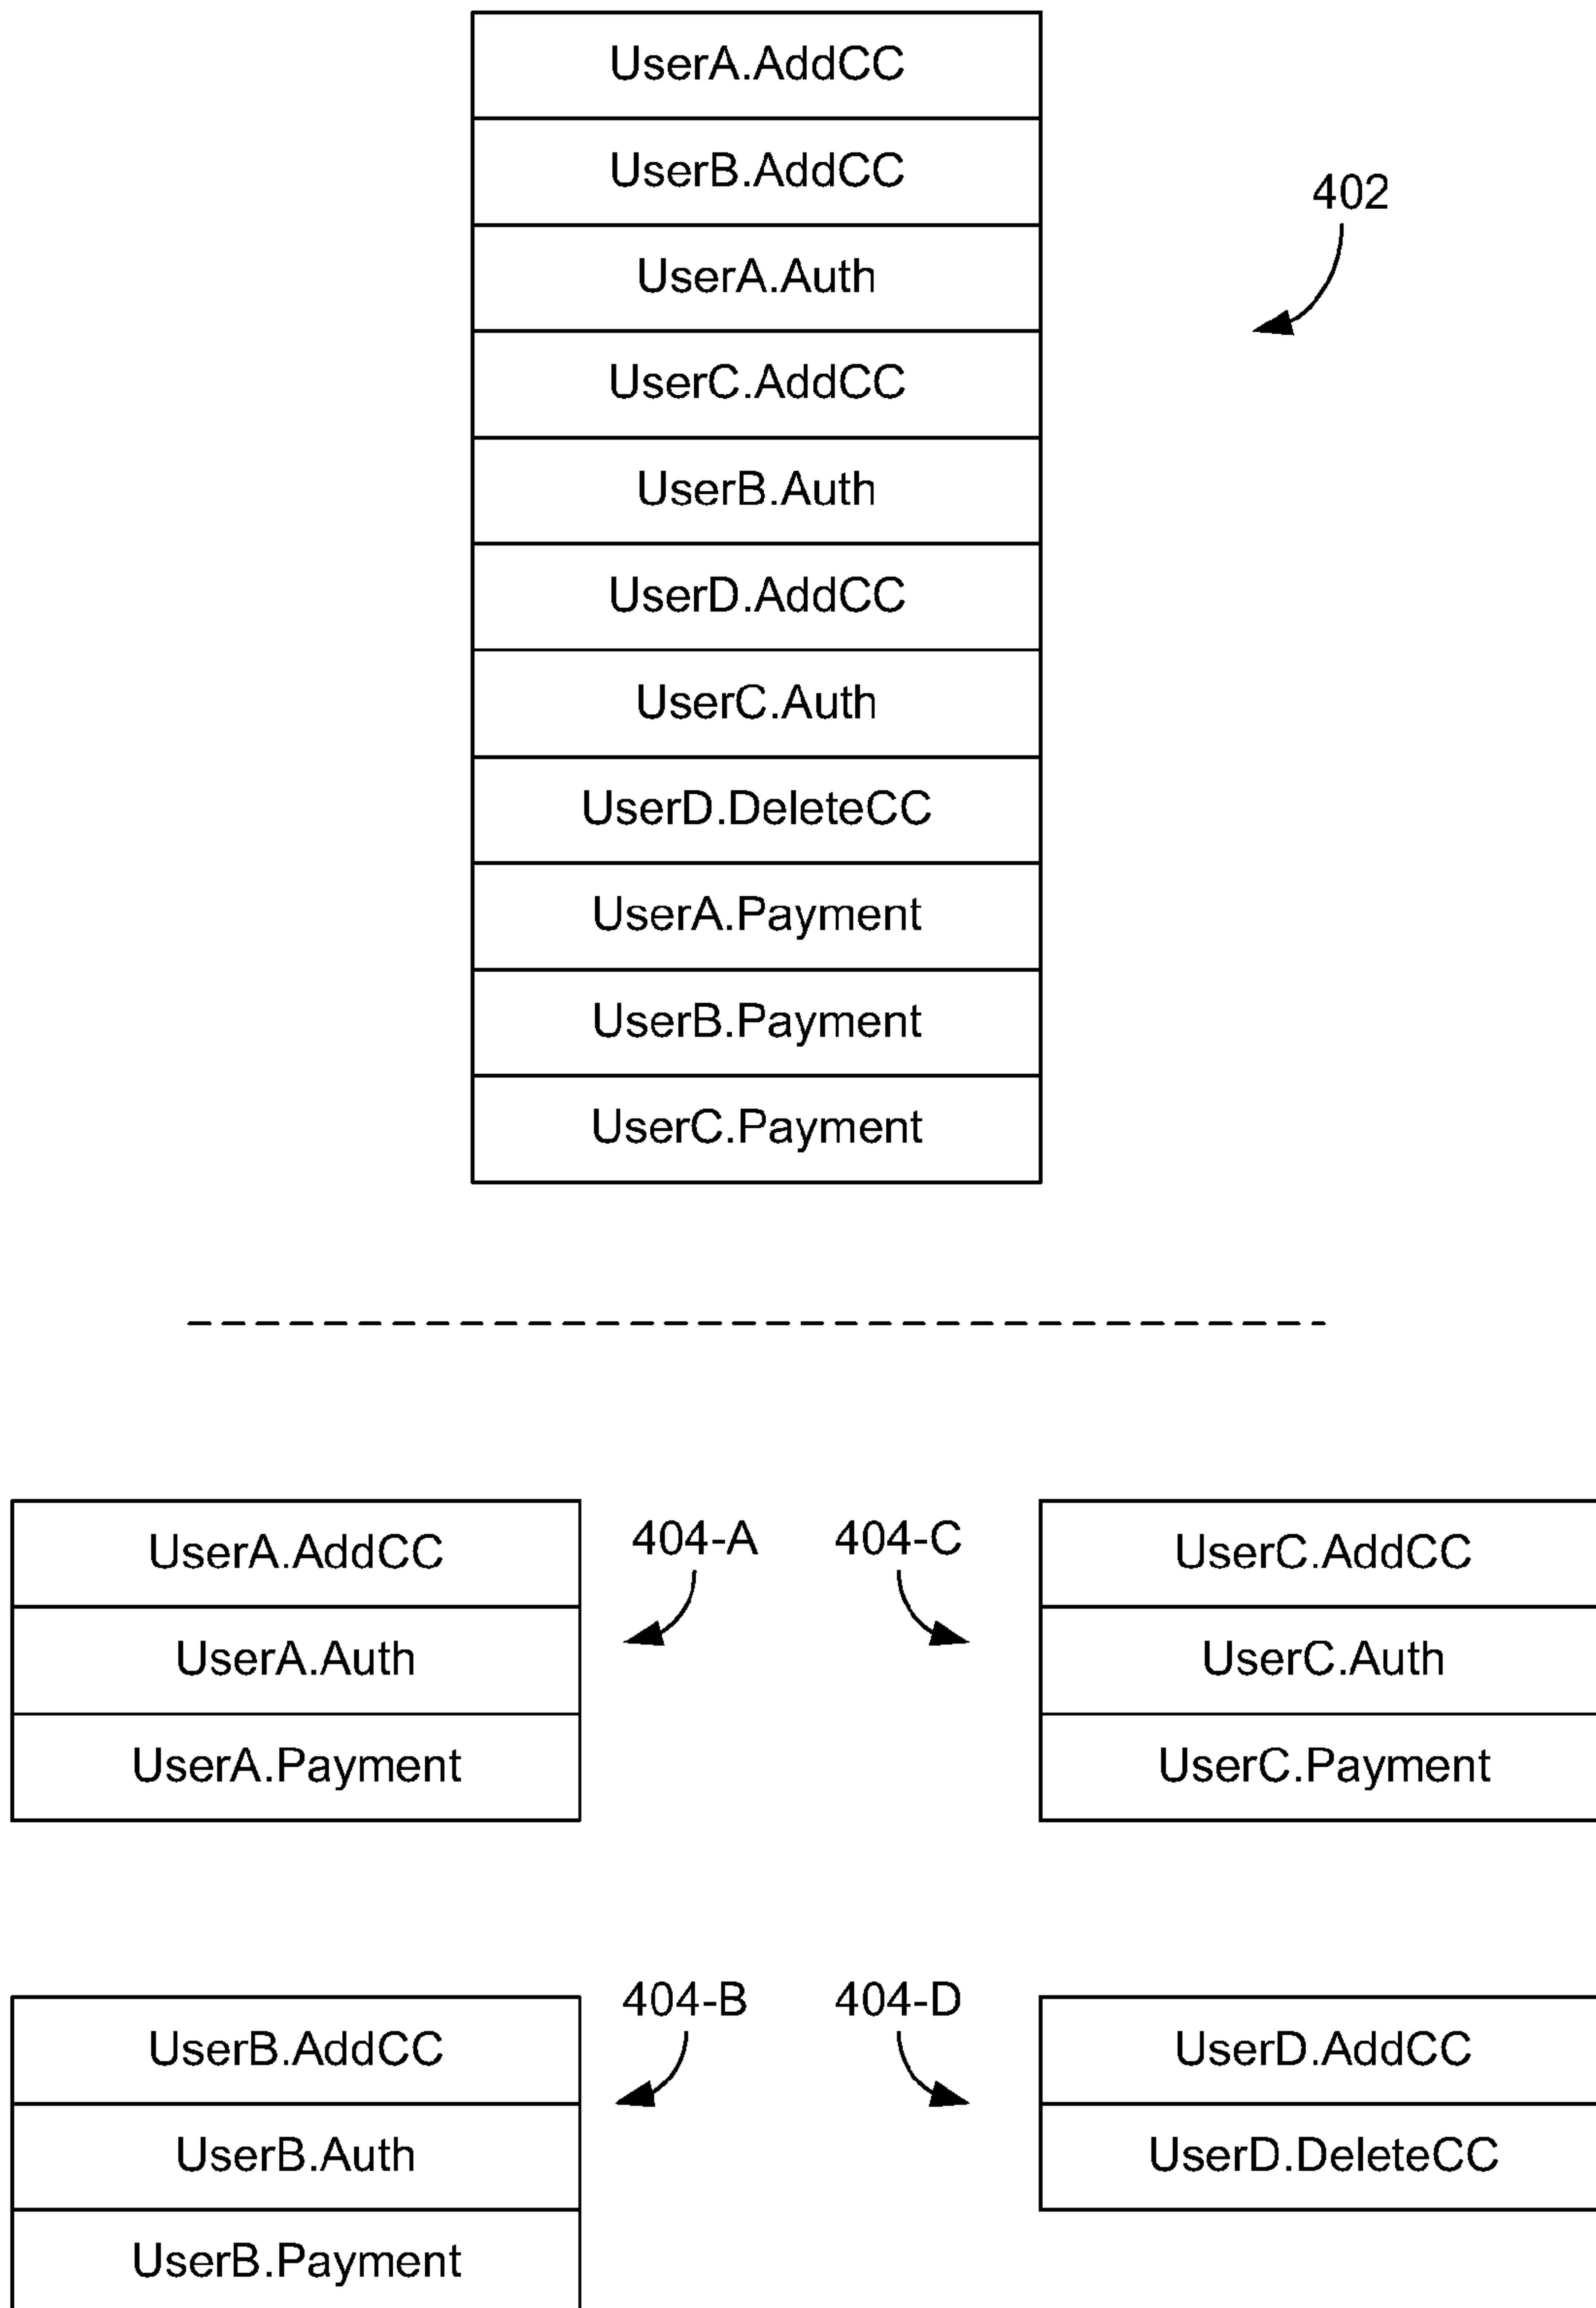 UserA.AddCC
UserB.AddCC
402
UserA.Auth
UserC.AddCC
UserB.Auth
UserD.AddCC
UserC.Auth
UserD.DeleteCC
UserA.Payment
UserB.Payment
UserC.Payment
UserA.AddCC
404-A
404-C
UserC.AddCC
UserA.Auth
UserC.Auth
UserA.Payment
UserC.Payment
404-B
404-D
UserB.AddCC
UserD.AddCC
UserB.Auth
UserD.DeleteCC
UserB.Payment